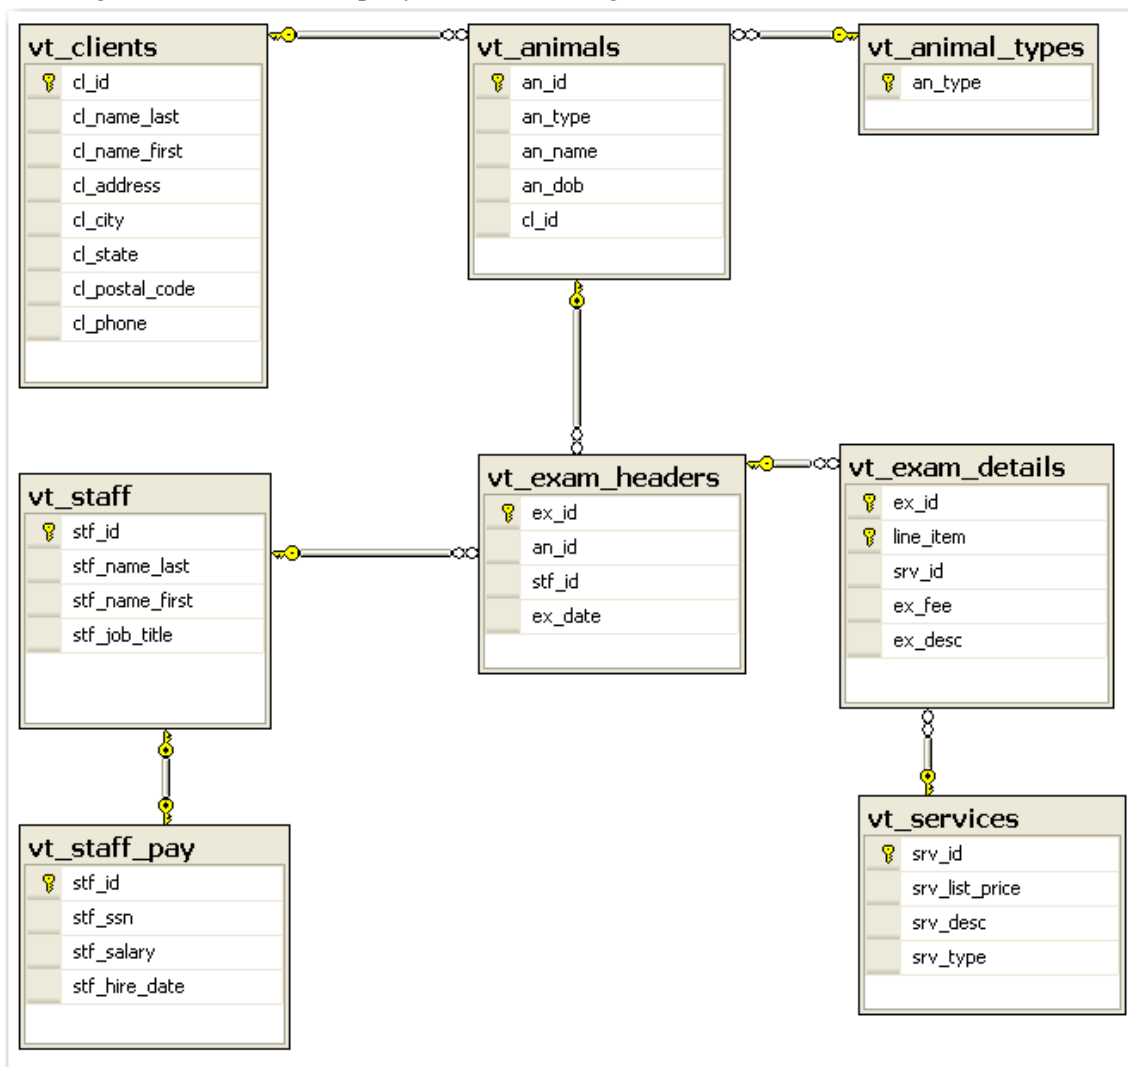 vt_clients
cl_id
cl_name_last
cl_name_first
cl_address
cl_city
cl_state
cl_postal_code
cl_phone
vt_animals
an_id
an_type
an_name
an_dob
cl_id
vt_animal_types
an_type
vt_staff
stf_id
stf_name_last
stf_name_first
stf_job_title
vt_exam_headers
ex_id
an_id
stf_id
ex_date
vt_exam_details
ex_id
line_item
srv_id
ex_fee
ex_desc
vt_staff_pay
stf_id
stf_ssn
stf_salary
stf_hire_date
vt_services
srv_id
srv_list_price
srv_desc
srv_type